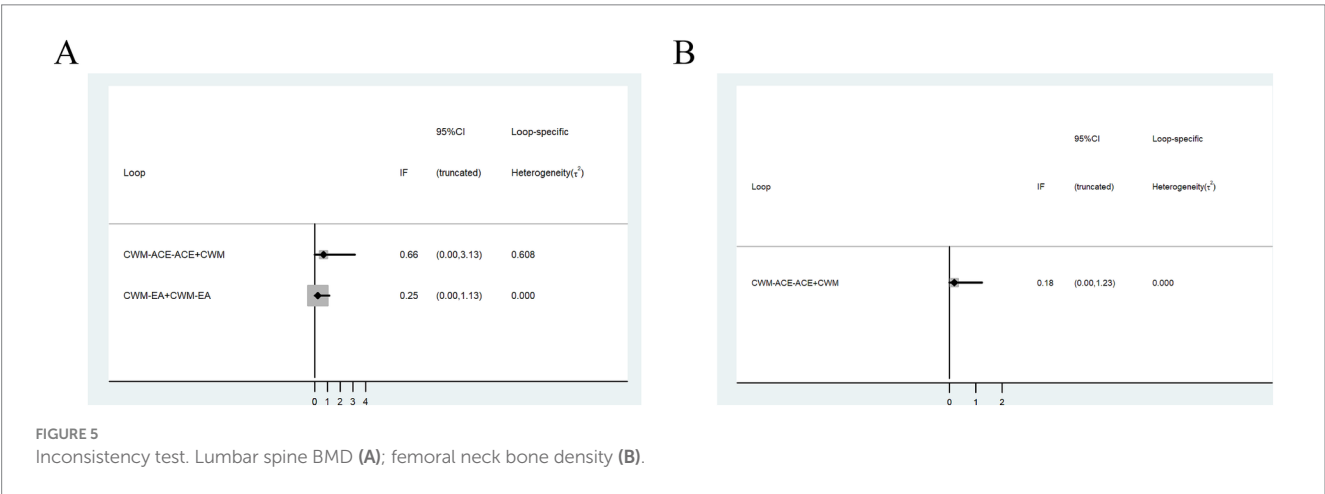 A
95%CI Loop-specific
Loop IF (truncated) Heterogeneity(τ²)
CWM-ACE-ACE+CWM 0.66 (0.00,3.13) 0.608
CWM-EA+CWM-EA 0.25 (0.00,1.13) 0.000
0 1 2 3 4
B
95%CI Loop-specific
Loop IF (truncated) Heterogeneity(τ²)
CWM-ACE-ACE+CWM 0.18 (0.00,1.23) 0.000
0 1 2
FIGURE 5
Inconsistency test. Lumbar spine BMD (A); femoral neck bone density (B).